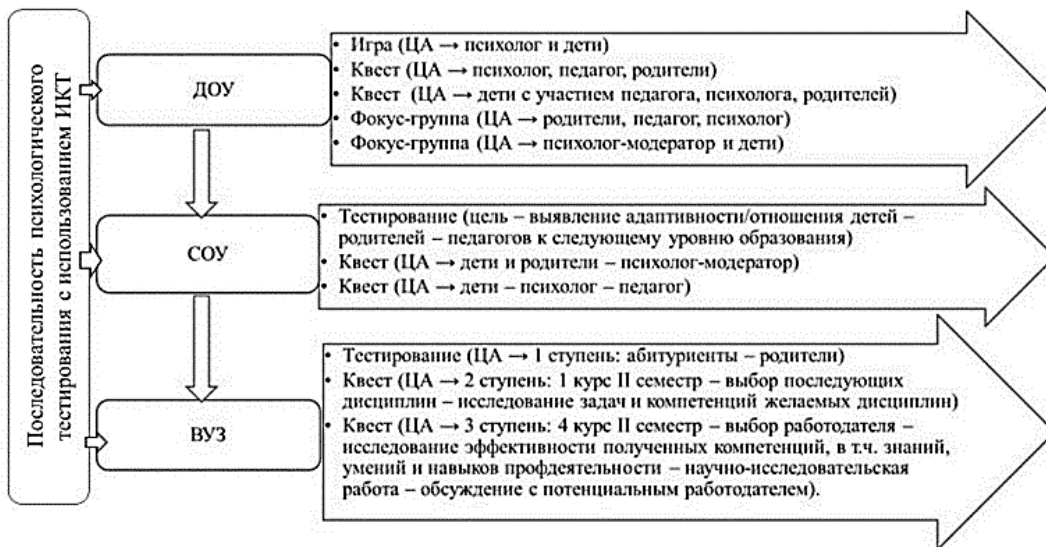 Последовательность психологического
тестирования с использованием ИКТ
ДОУ
• Игра (ЦА → психолог и дети)
• Квест (ЦА → психолог, педагог, родители)
• Квест (ЦА → дети с участием педагога, психолога, родителей)
• Фокус-группа (ЦА → родители, педагог, психолог)
• Фокус-группа (ЦА → психолог-модератор и дети)
СОУ
• Тестирование (цель – выявление адаптивности/отношения детей –
родителей – педагогов к следующему уровню образования)
• Квест (ЦА → дети и родители – психолог-модератор)
• Квест (ЦА → дети – психолог – педагог)
ВУЗ
• Тестирование (ЦА → 1 ступень: абитуриенты – родители)
• Квест (ЦА → 2 ступень: 1 курс II семестр – выбор последующих
дисциплин – исследование задач и компетенций желаемых дисциплин)
• Квест (ЦА → 3 ступень: 4 курс II семестр – выбор работодателя –
исследование эффективности полученных компетенций, в т.ч. знаний,
умений и навыков профдеятельности – научно-исследовательская
работа – обсуждение с потенциальным работодателем).